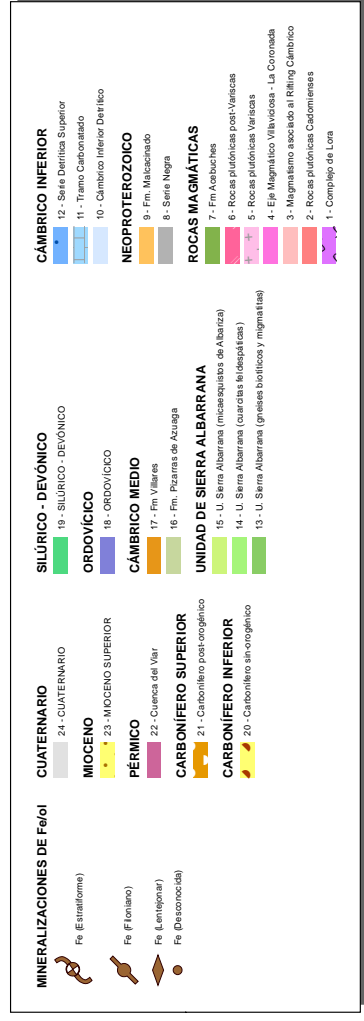 MINERALIZACIONES DE Fe/ol
Fe (Estratiforme)
Fe (Filoniano)
Fe (Lentejonar)
Fe (Desconocida)
CUATERNARIO
24 - CUATERNARIO
MIOCENO
23 - MIOCENO SUPERIOR
PÉRMICO
22 - Cuenca del Viar
CARBONÍFERO SUPERIOR
21 - Carbonífero post-orogénico
CARBONÍFERO INFERIOR
20 - Carbonífero sin-orogénico
SILÚRICO - DEVÓNICO
19 - SILÚRICO - DEVÓNICO
ORDOVÍCICO
18 - ORDOVÍCICO
CÁMBRICO MEDIO
17 - Fm Villares
16 - Fm. Pizarras de Azuaga
UNIDAD DE SIERRA ALBARRANA
15 - U. Sierra Albarrana (micaesquistos de Albariza)
14 - U. Sierra Albarrana (cuarcitas feldespáticas)
13 - U. Sierra Albarrana (gneises biotíticos y migmatitas)
CÁMBRICO INFERIOR
12 - Serie Detrítica Superior
11 - Tramo Carbonatado
10 - Cámbrico Inferior Detrítico
NEOPROTEROZOICO
9 - Fm. Malcacinado
8 - Serie Negra
ROCAS MAGMÁTICAS
7 - Fm Acebuches
6 - Rocas plutónicas post-Variscas
5 - Rocas plutónicas Variscas
4 - Eje Magmático Villaviciosa - La Coronada
3 - Magmatismo asociado al Rifting Cámbrico
2 - Rocas plutónicas Cadomienses
1 - Complejo de Lora